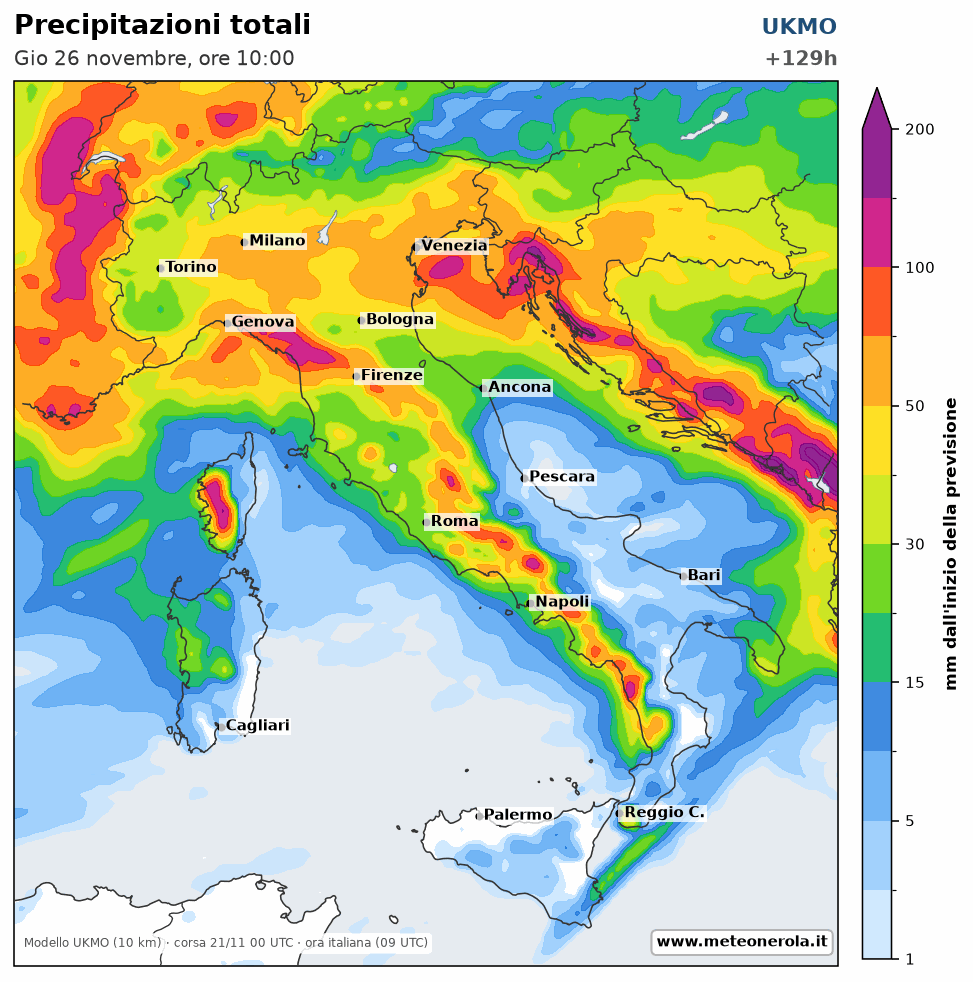 Precipitazioni totali
UKMO
Gio 26 novembre, ore 10:00
+129h
200
Venezia
Milano
Torino
100
Bologna
Genova
Firenze
Ancona
50
Pescara
Roma
30
Bari
Napoli
mm dall'inizio della previsione
15
Cagliari
Palermo
Reggio C.
5
Modello UKMO (10 km) · corsa 21/11 00 UTC · ora italiana (09 UTC)
www.meteonerola.it
1